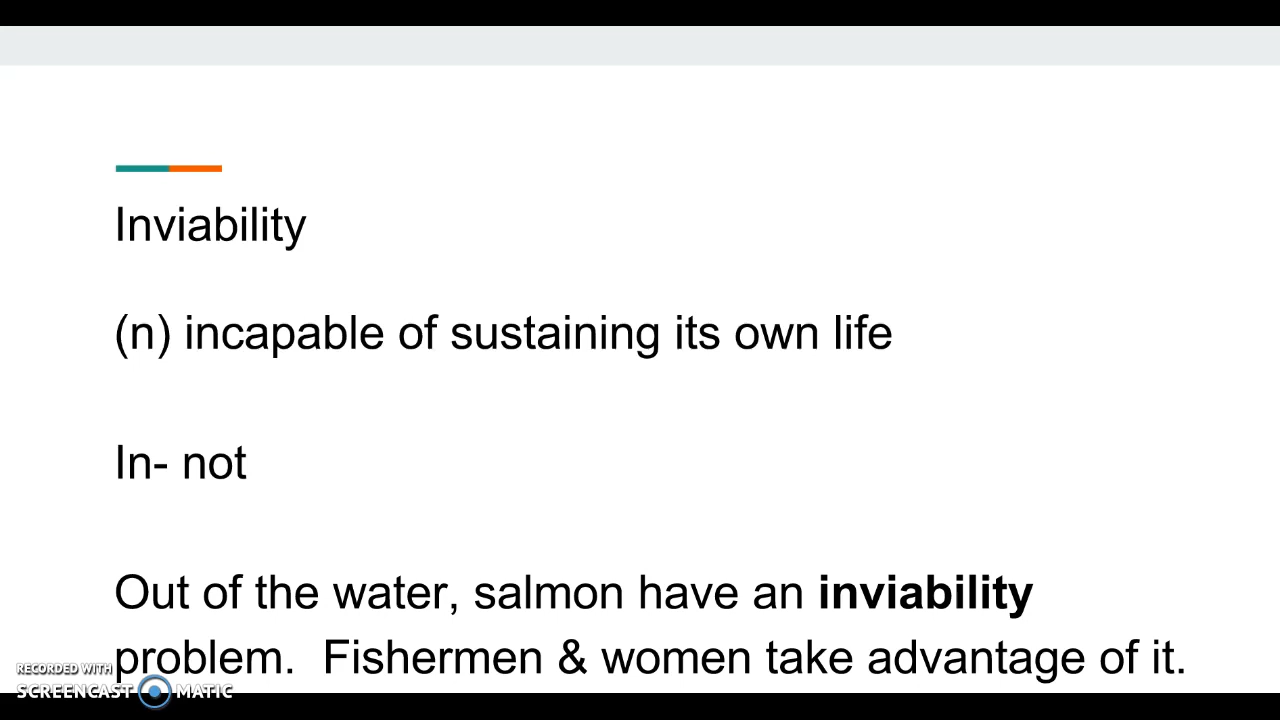 Inviability
(n) incapable of sustaining its own life
In- not
Out of the water, salmon have an inviability
problem.  Fishermen & women take advantage of it.
RECORDED WITH
SCREENCAST MATIC